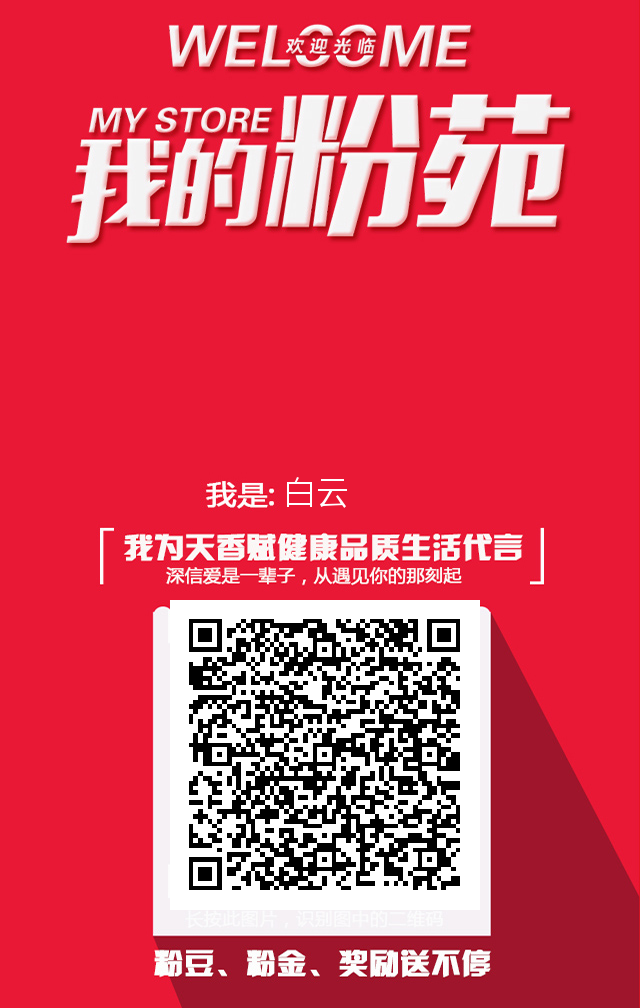 WELCOME
欢迎光临
MY STORE
我的粉苑
我是: 白云
我为天香赋健康品质生活代言
深信爱是一辈子，从遇见你的那刻起
长按此图片，识别图中的二维码
粉豆、粉金、奖励送不停